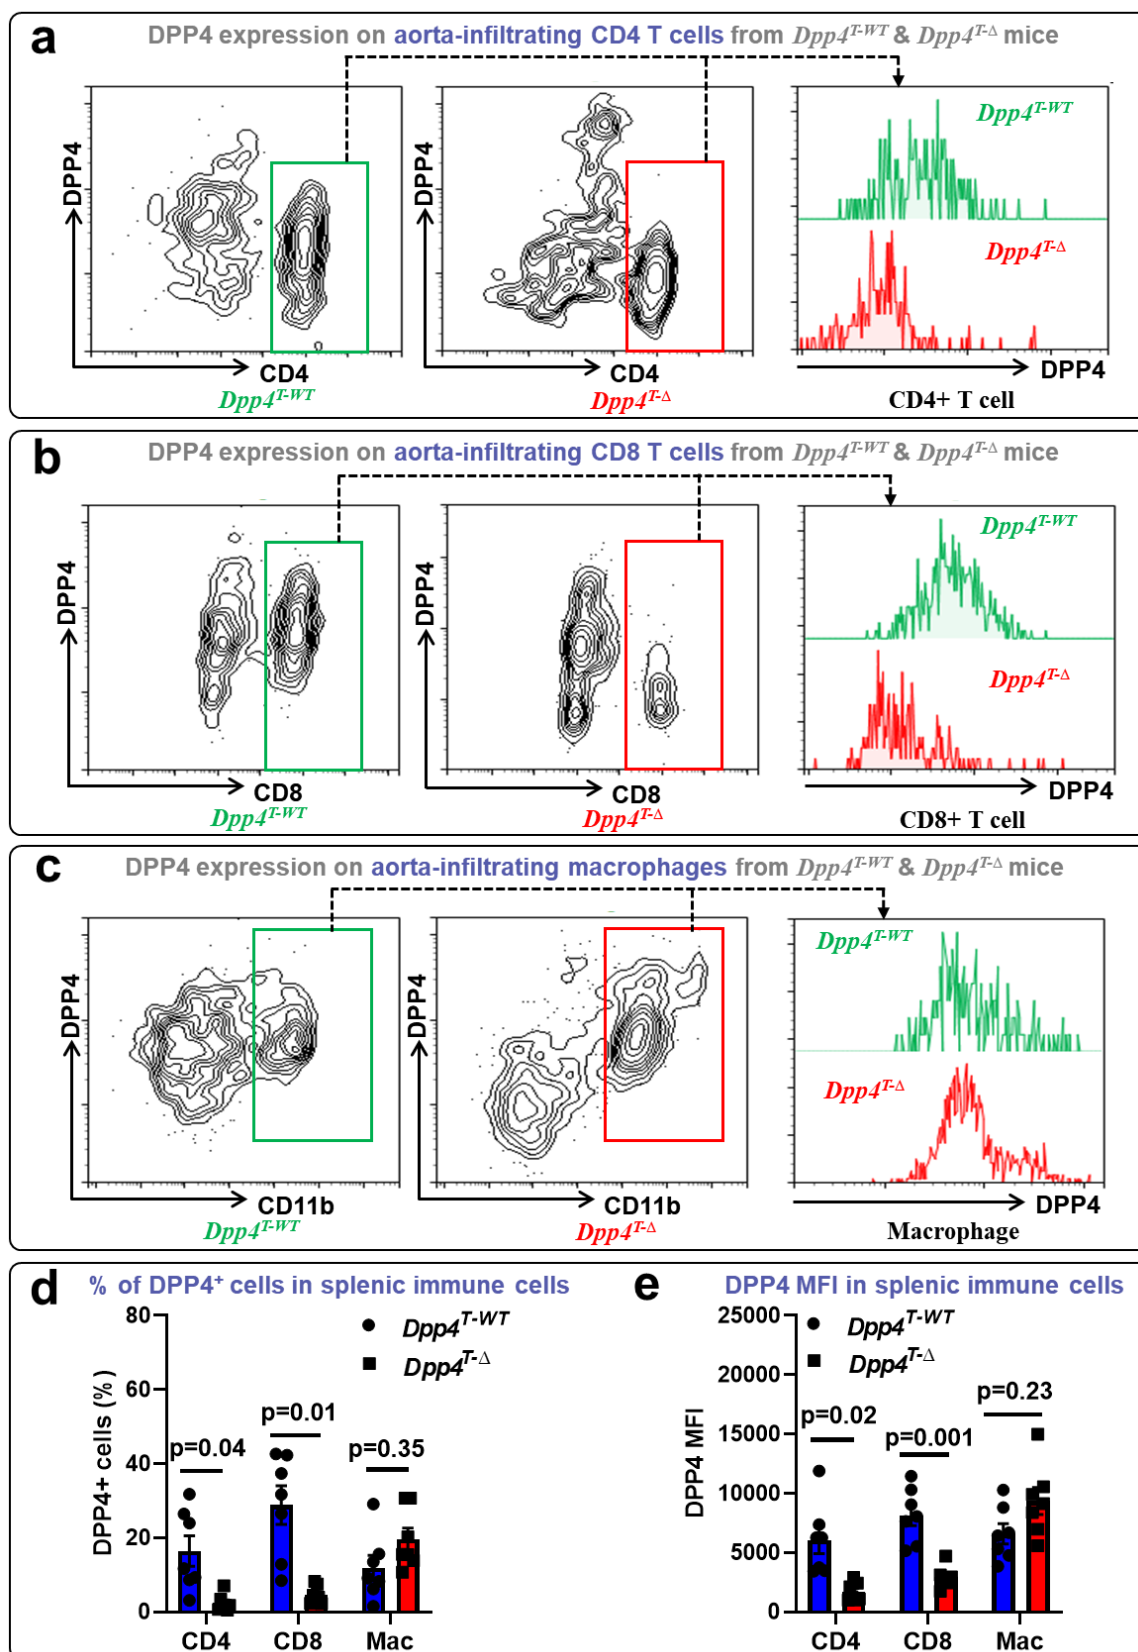 a
DPP4 expression on aorta-infiltrating CD4 T cells from Dpp4T-WT & Dpp4T-Δ mice
DPP4
CD4
Dpp4T-WT
DPP4
CD4
Dpp4T-Δ
Dpp4T-WT
Dpp4T-Δ
DPP4
CD4+ T cell
b
DPP4 expression on aorta-infiltrating CD8 T cells from Dpp4T-WT & Dpp4T-Δ mice
DPP4
CD8
Dpp4T-WT
DPP4
CD8
Dpp4T-Δ
Dpp4T-WT
Dpp4T-Δ
DPP4
CD8+ T cell
c
DPP4 expression on aorta-infiltrating macrophages from Dpp4T-WT & Dpp4T-Δ mice
DPP4
CD11b
Dpp4T-WT
DPP4
CD11b
Dpp4T-Δ
Dpp4T-WT
Dpp4T-Δ
DPP4
Macrophage
d
% of DPP4+ cells in splenic immune cells
Dpp4T-WT
Dpp4T-Δ
DPP4+ cells (%)
80
60
40
20
0
p=0.04
p=0.01
p=0.35
CD4 CD8 Mac
e
DPP4 MFI in splenic immune cells
Dpp4T-WT
Dpp4T-Δ
DPP4 MFI
25000
20000
15000
10000
5000
0
p=0.02
p=0.001
p=0.23
CD4 CD8 Mac